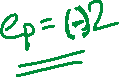 e_p = (-)2